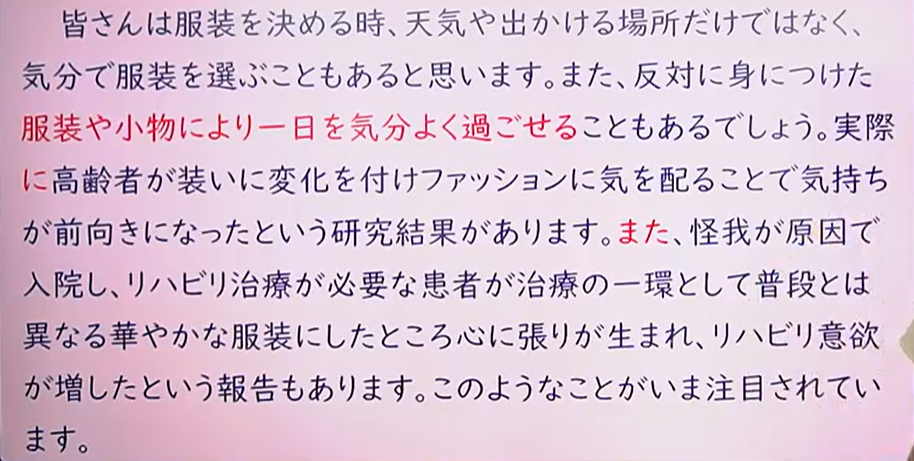 皆さんは服装を決める時、天気や出かける場所だけではなく、
気分で服装を選ぶこともあると思います。また、反対に身につけた
服装や小物により一日を気分よく過ごせることもあるでしょう。実際
に高齢者が装いに変化を付けファッションに気を配ることで気持ち
が前向きになったという研究結果があります。また、怪我が原因で
入院し、リハビリ治療が必要な患者が治療の一環として普段とは
異なる華やかな服装にしたところ心に張りが生まれ、リハビリ意欲
が増したという報告もあります。このようなことがいま注目されてい
ます。